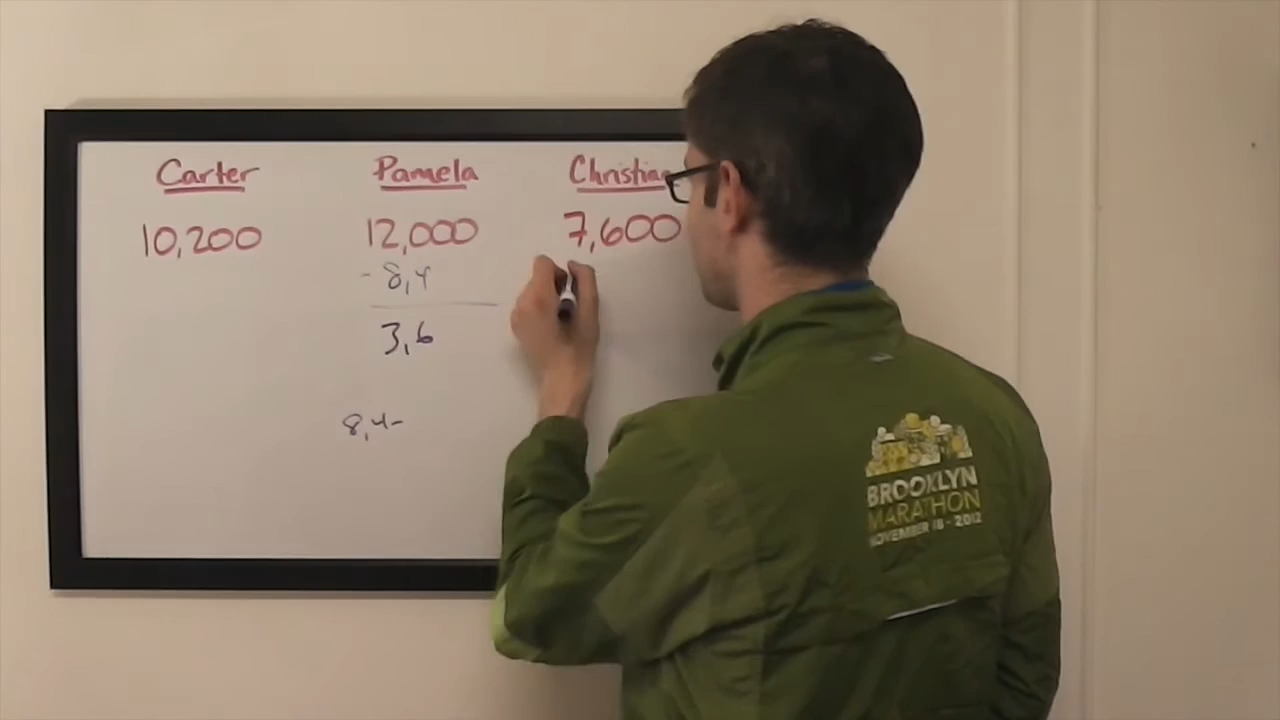 Carter Pamela Christian
10,200 12,000 7,600
- 8,4
3,6
8,4-
BROOKLYN
MARATHON
NOVEMBER 18 - 2012